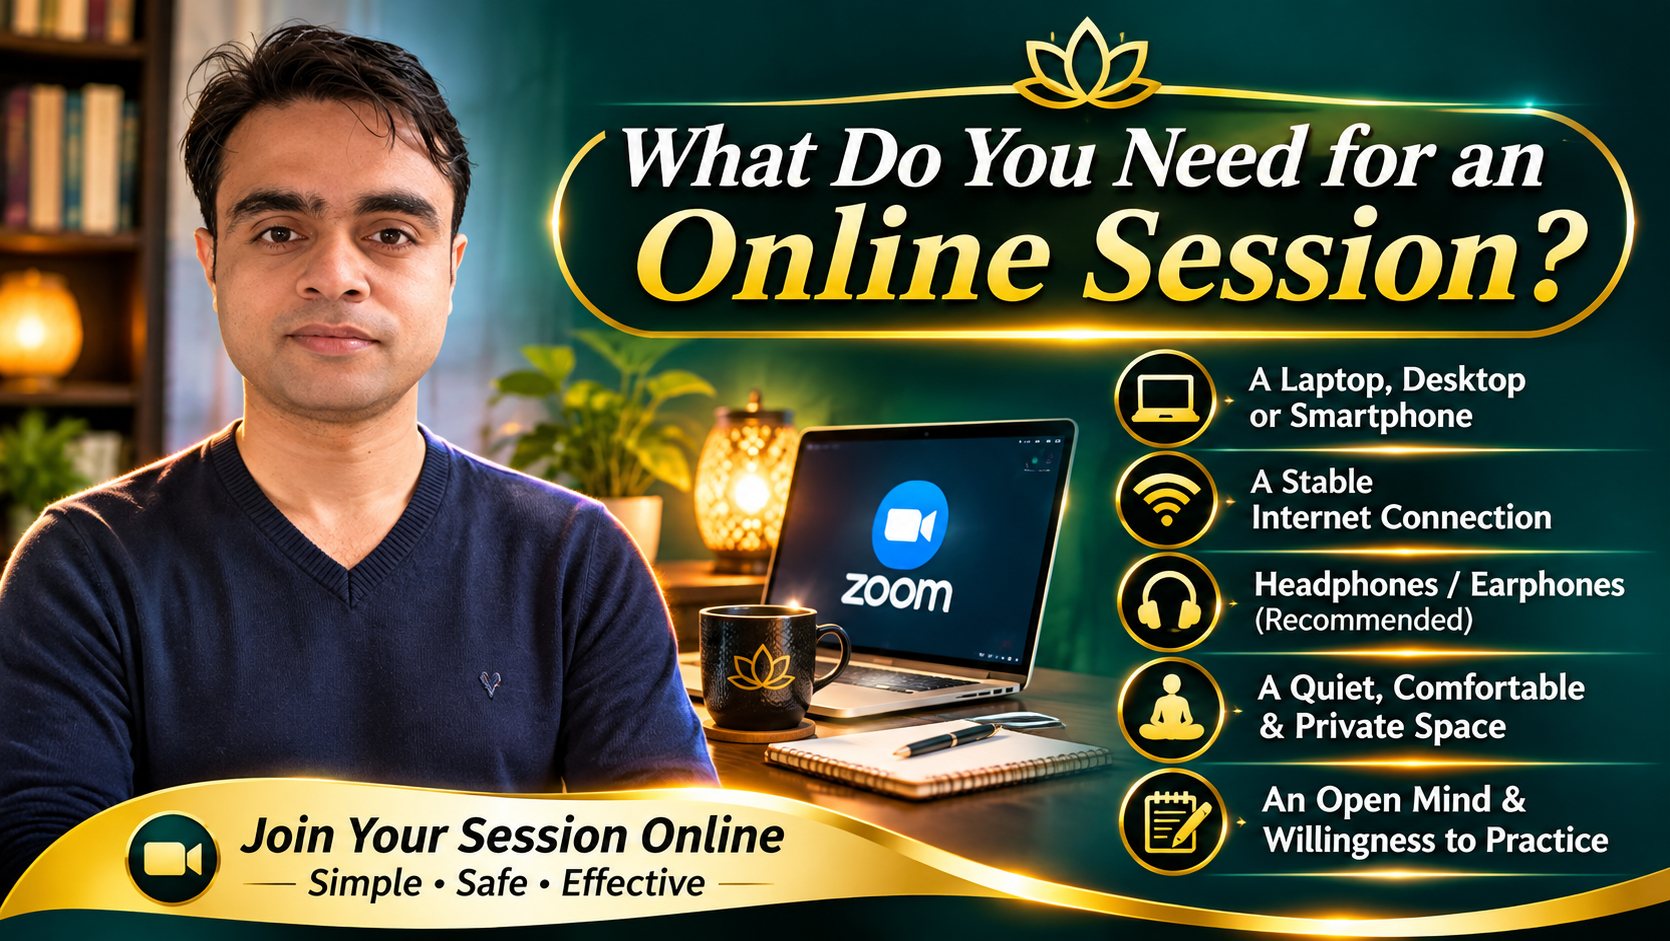 What Do You Need for an
Online Session?
A Laptop, Desktop
or Smartphone
A Stable
Internet Connection
Headphones / Earphones
(Recommended)
A Quiet, Comfortable
& Private Space
An Open Mind &
Willingness to Practice
zoom
Join Your Session Online
Simple • Safe • Effective